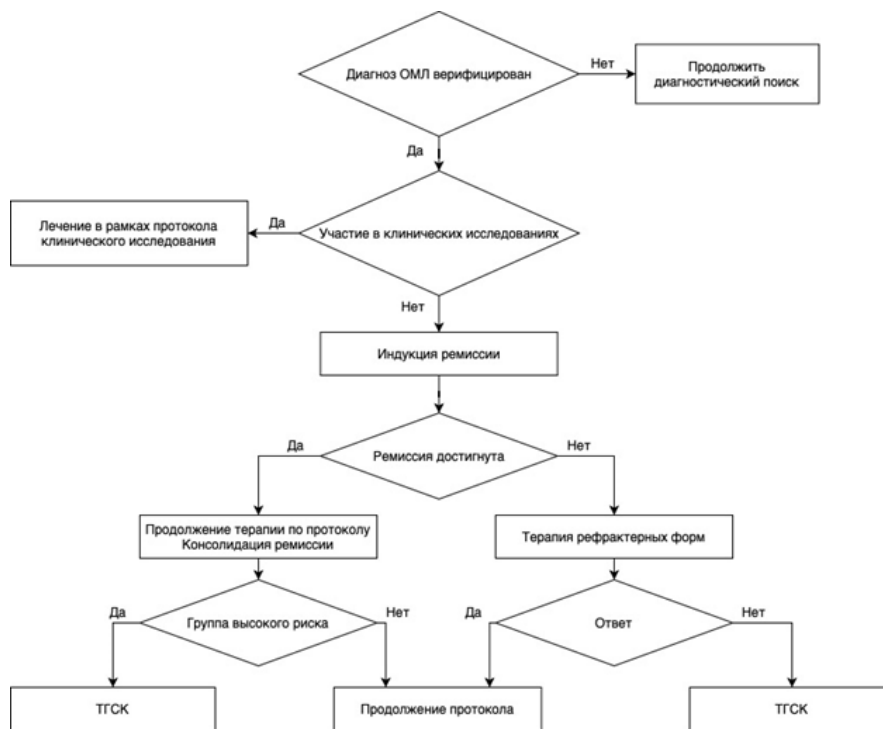 Диагноз ОМЛ верифицирован
Нет
Продолжить
диагностический поиск
Да
Лечение в рамках протокола
клинического исследования
Да
Участие в клинических исследованиях
Нет
Индукция ремиссии
Да
Ремиссия достигнута
Нет
Продолжение терапии по протоколу
Консолидация ремиссии
Терапия рефрактерных форм
Да
Группа высокого риска
Нет
Да
Ответ
Нет
ТГСК
Продолжение протокола
ТГСК